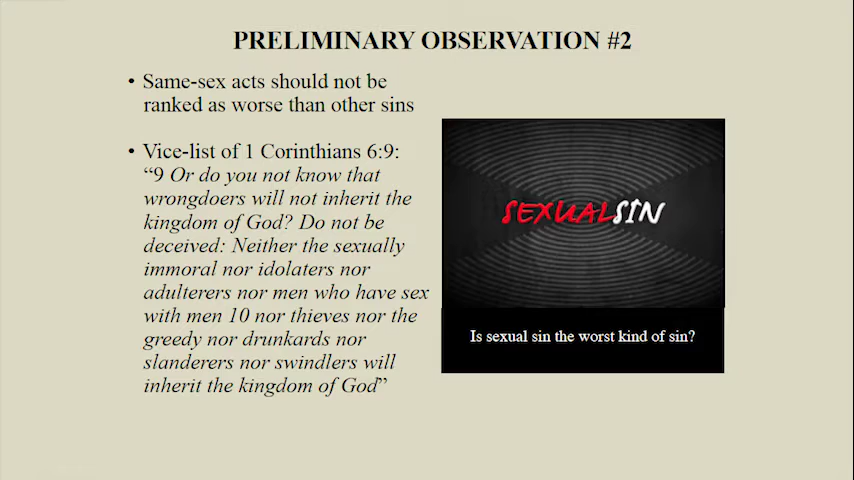 PRELIMINARY OBSERVATION #2
• Same-sex acts should not be
ranked as worse than other sins
• Vice-list of 1 Corinthians 6:9:
“9 Or do you not know that
wrongdoers will not inherit the
kingdom of God? Do not be
deceived: Neither the sexually
immoral nor idolaters nor
adulterers nor men who have sex
with men 10 nor thieves nor the
greedy nor drunkards nor
slanderers nor swindlers will
inherit the kingdom of God”
SEXUALSIN
Is sexual sin the worst kind of sin?